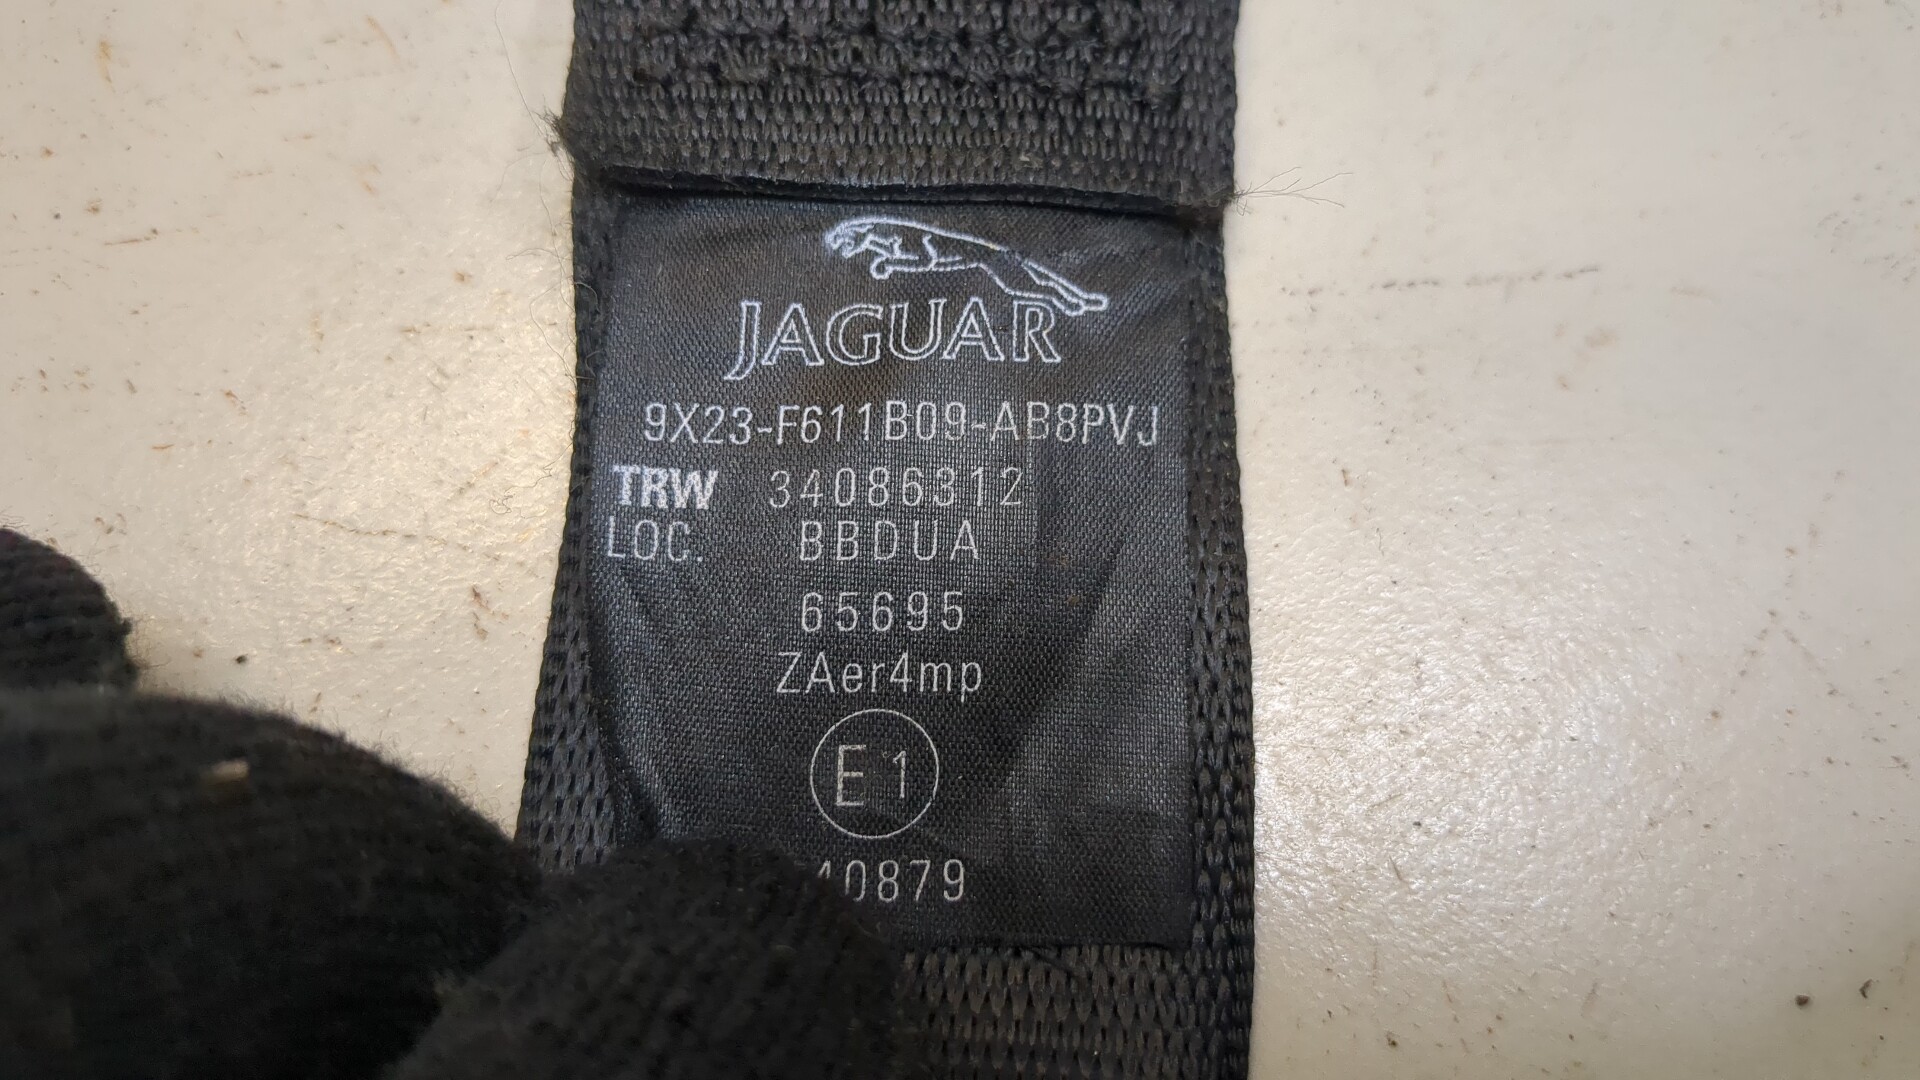 JAGUAR
9X23-F611B09-AB8PVJ
TRW 34086312
LOC. BBDUA
65695
ZAer4mp
E1